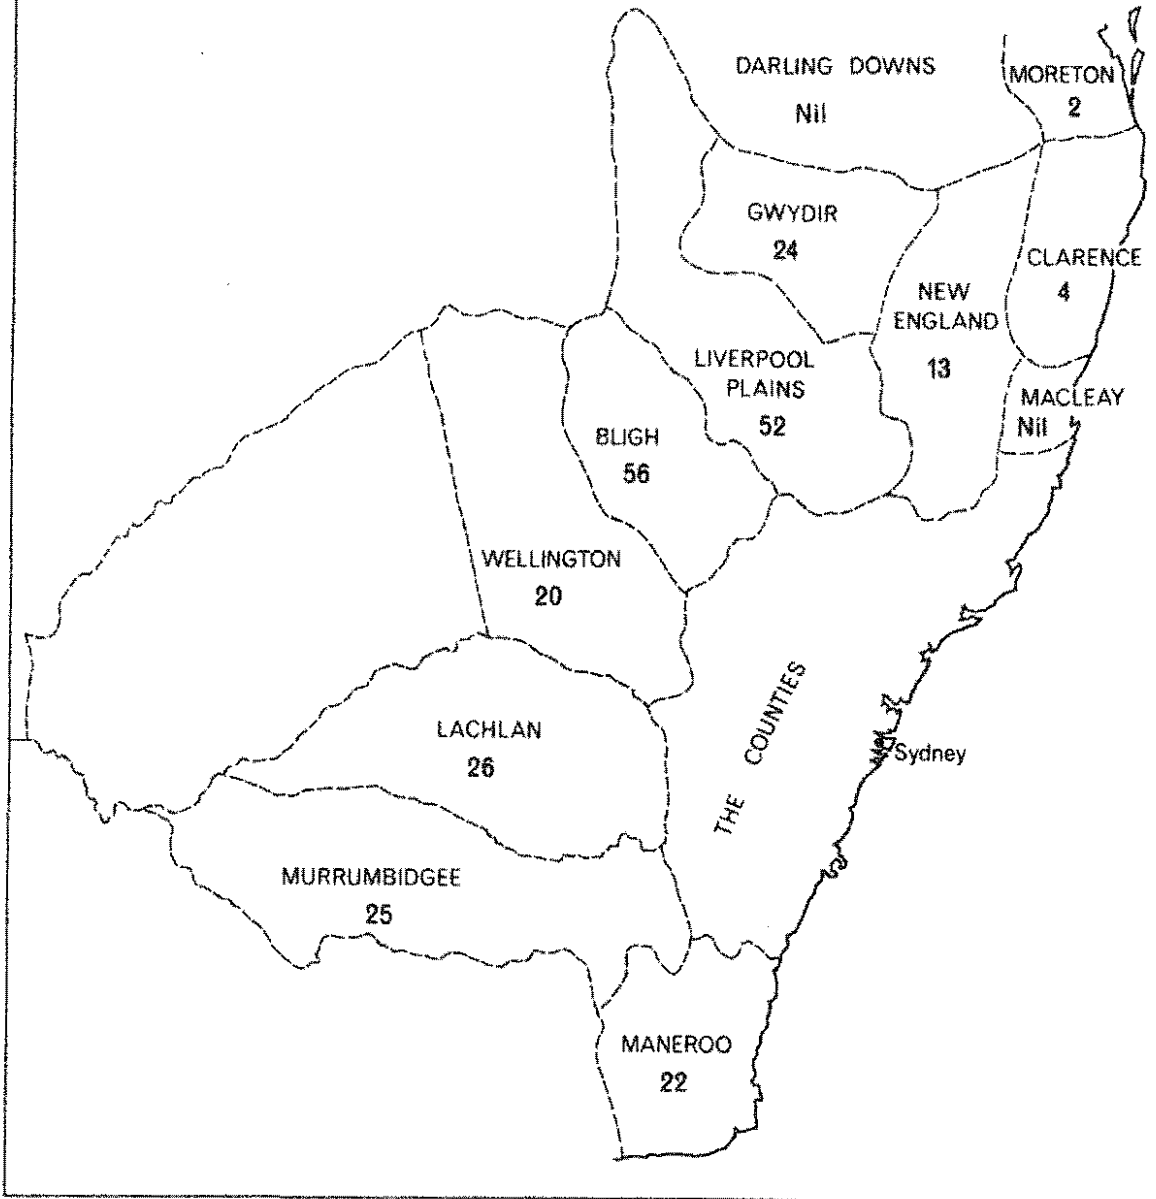 DARLING DOWNS
Nil
MORETON
2
GWYDIR
24
CLARENCE
4
NEW
ENGLAND
13
LIVERPOOL
PLAINS
52
MACLEAY
Nil
BLIGH
56
WELLINGTON
20
THE COUNTIES
LACHLAN
26
Sydney
MURRUMBIDGEE
25
MANEROO
22